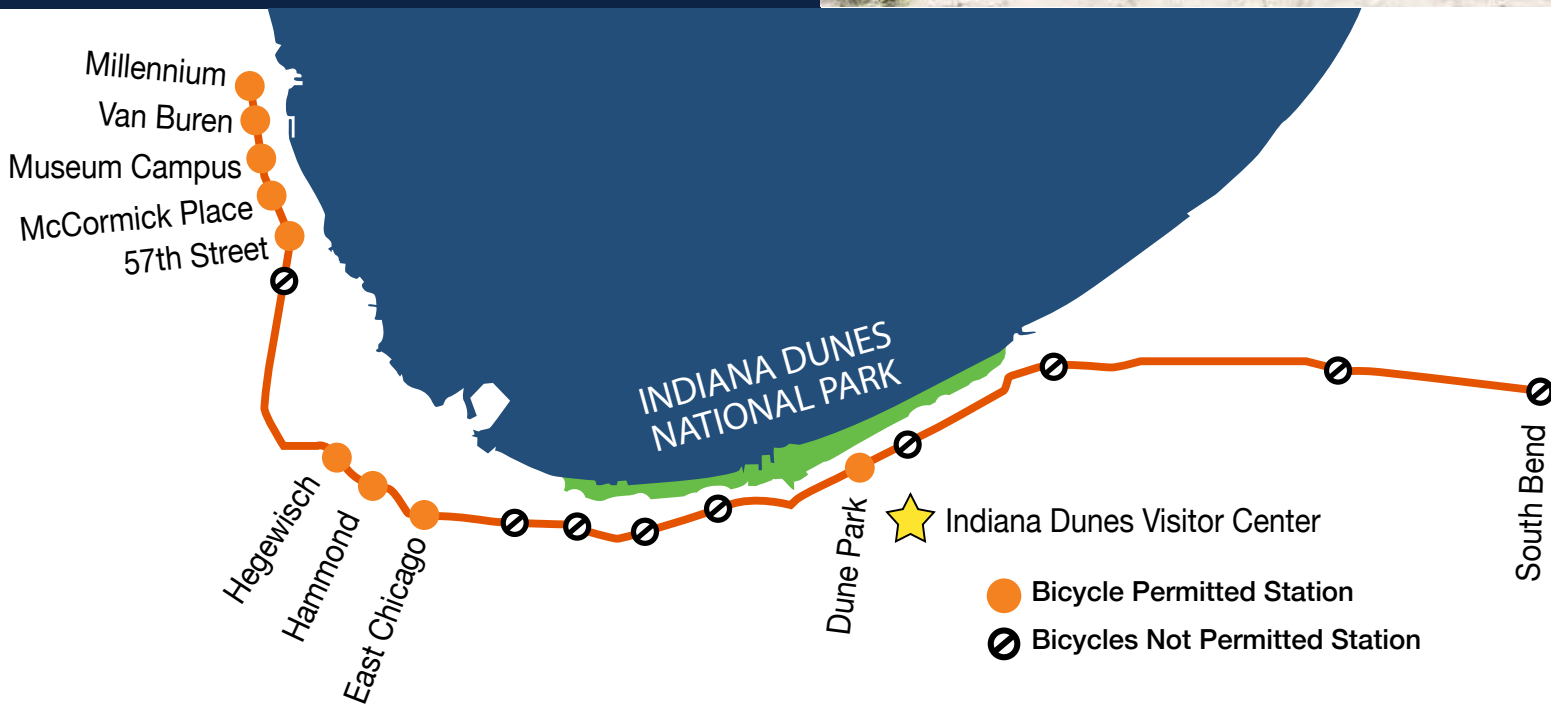 Millennium
Van Buren
Museum Campus
McCormick Place
57th Street
INDIANA DUNES
NATIONAL PARK
Hegewisch
Hammond
East Chicago
Dune Park
Indiana Dunes Visitor Center
South Bend
Bicycle Permitted Station
Bicycles Not Permitted Station